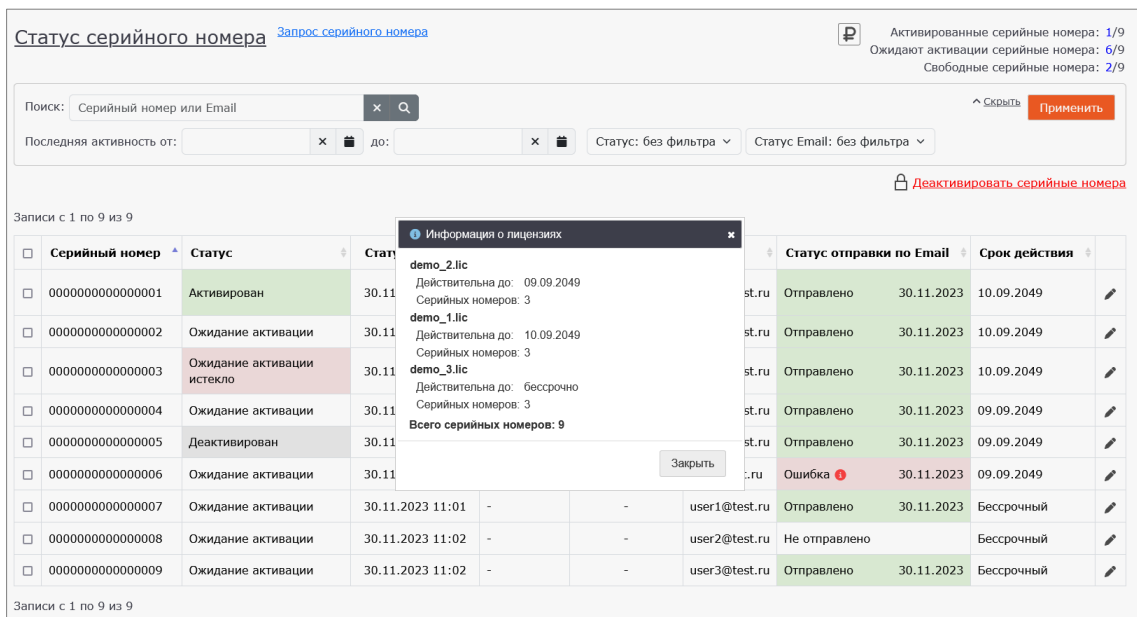 Статус серийного номера Запрос серийного номера
Активированные серийные номера: 1/9
Ожидают активации серийные номера: 6/9
Свободные серийные номера: 2/9
Поиск: Серийный номер или Email
Скрыть Применить
Последняя активность от: до: Статус: без фильтра Статус Email: без фильтра
Деактивировать серийные номера
Записи с 1 по 9 из 9
Информация о лицензиях
demo_2.lic
Действительна до: 09.09.2049
Серийных номеров: 3
demo_1.lic
Действительна до: 10.09.2049
Серийных номеров: 3
demo_3.lic
Действительна до: бессрочно
Серийных номеров: 3
Всего серийных номеров: 9
Закрыть
Серийный номер Статус Статус отправки по Email Срок действия
0000000000000001 Активирован 30.11 st.ru Отправлено 30.11.2023 10.09.2049
0000000000000002 Ожидание активации 30.11 st.ru Отправлено 30.11.2023 10.09.2049
0000000000000003 Ожидание активации истекло 30.11 st.ru Отправлено 30.11.2023 10.09.2049
0000000000000004 Ожидание активации 30.11 st.ru Отправлено 30.11.2023 09.09.2049
0000000000000005 Деактивирован 30.11 st.ru Отправлено 30.11.2023 09.09.2049
0000000000000006 Ожидание активации 30.11 .ru Ошибка 30.11.2023 09.09.2049
0000000000000007 Ожидание активации 30.11.2023 11:01 - - user1@test.ru Отправлено 30.11.2023 Бессрочный
0000000000000008 Ожидание активации 30.11.2023 11:02 - - user2@test.ru Не отправлено Бессрочный
0000000000000009 Ожидание активации 30.11.2023 11:02 - - user3@test.ru Отправлено 30.11.2023 Бессрочный
Записи с 1 по 9 из 9